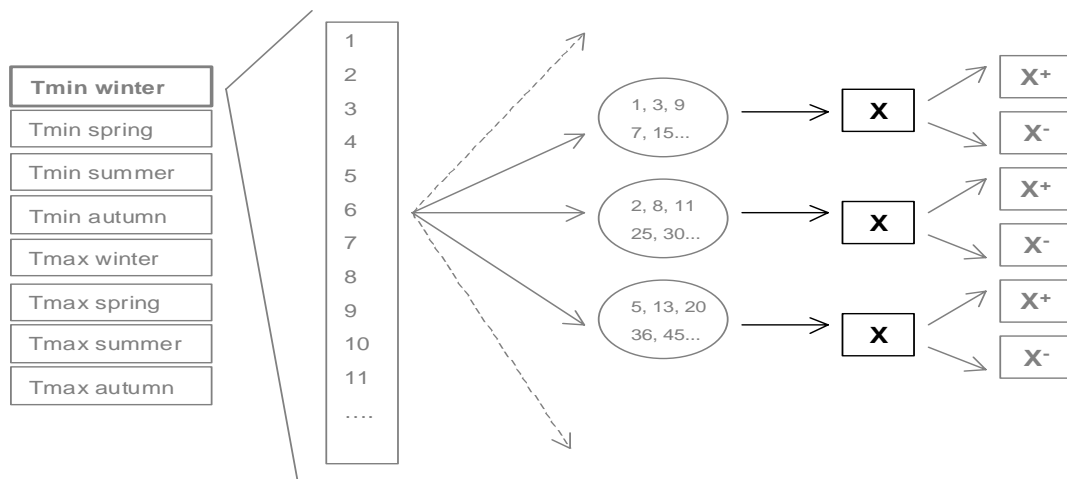 Tmin winter
Tmin spring
Tmin summer
Tmin autumn
Tmax winter
Tmax spring
Tmax summer
Tmax autumn
1
2
3
4
5
6
7
8
9
10
11
....
1, 3, 9
7, 15...
2, 8, 11
25, 30...
5, 13, 20
36, 45...
X
X
X
X+
X-
X+
X-
X+
X-